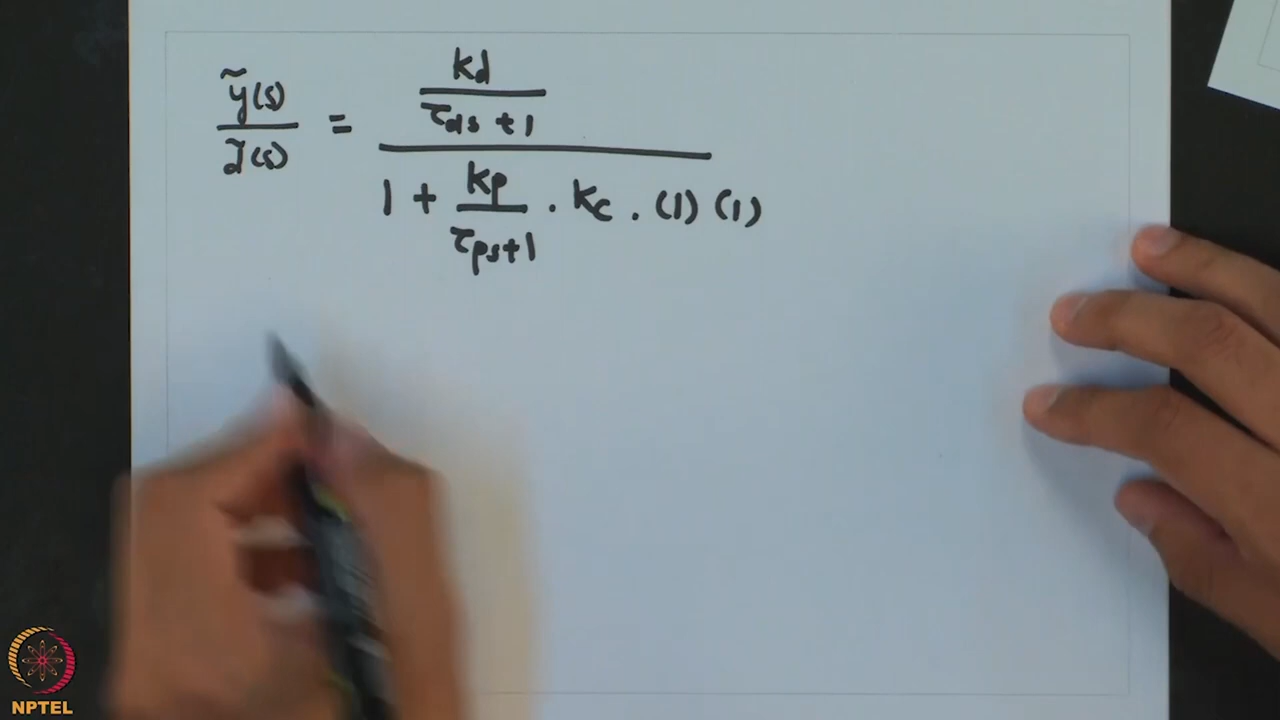 ỹ(s) / d̃(s) = (kd / (τds + 1)) / (1 + (kp / (τps+1)) . kc . (1) (1))
NPTEL